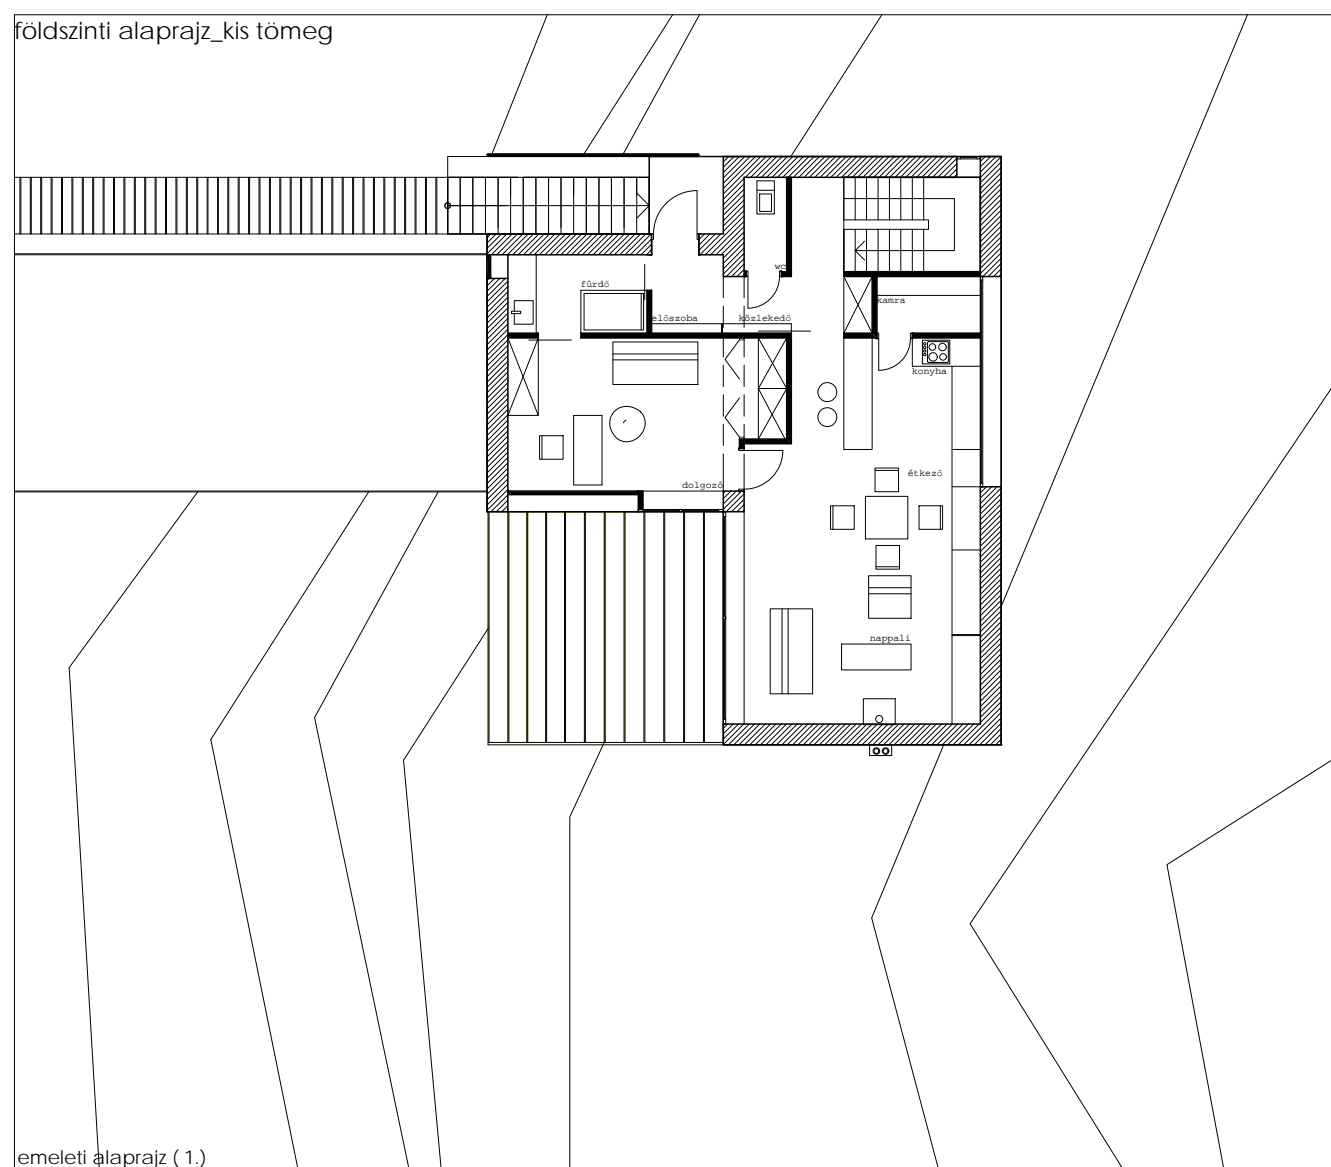 földszinti alaprajz_kis tömeg
wc
fürdő
kamra
előszoba
közlekedő
konyha
étkező
dolgozó
nappali
emeleti alaprajz ( 1.)